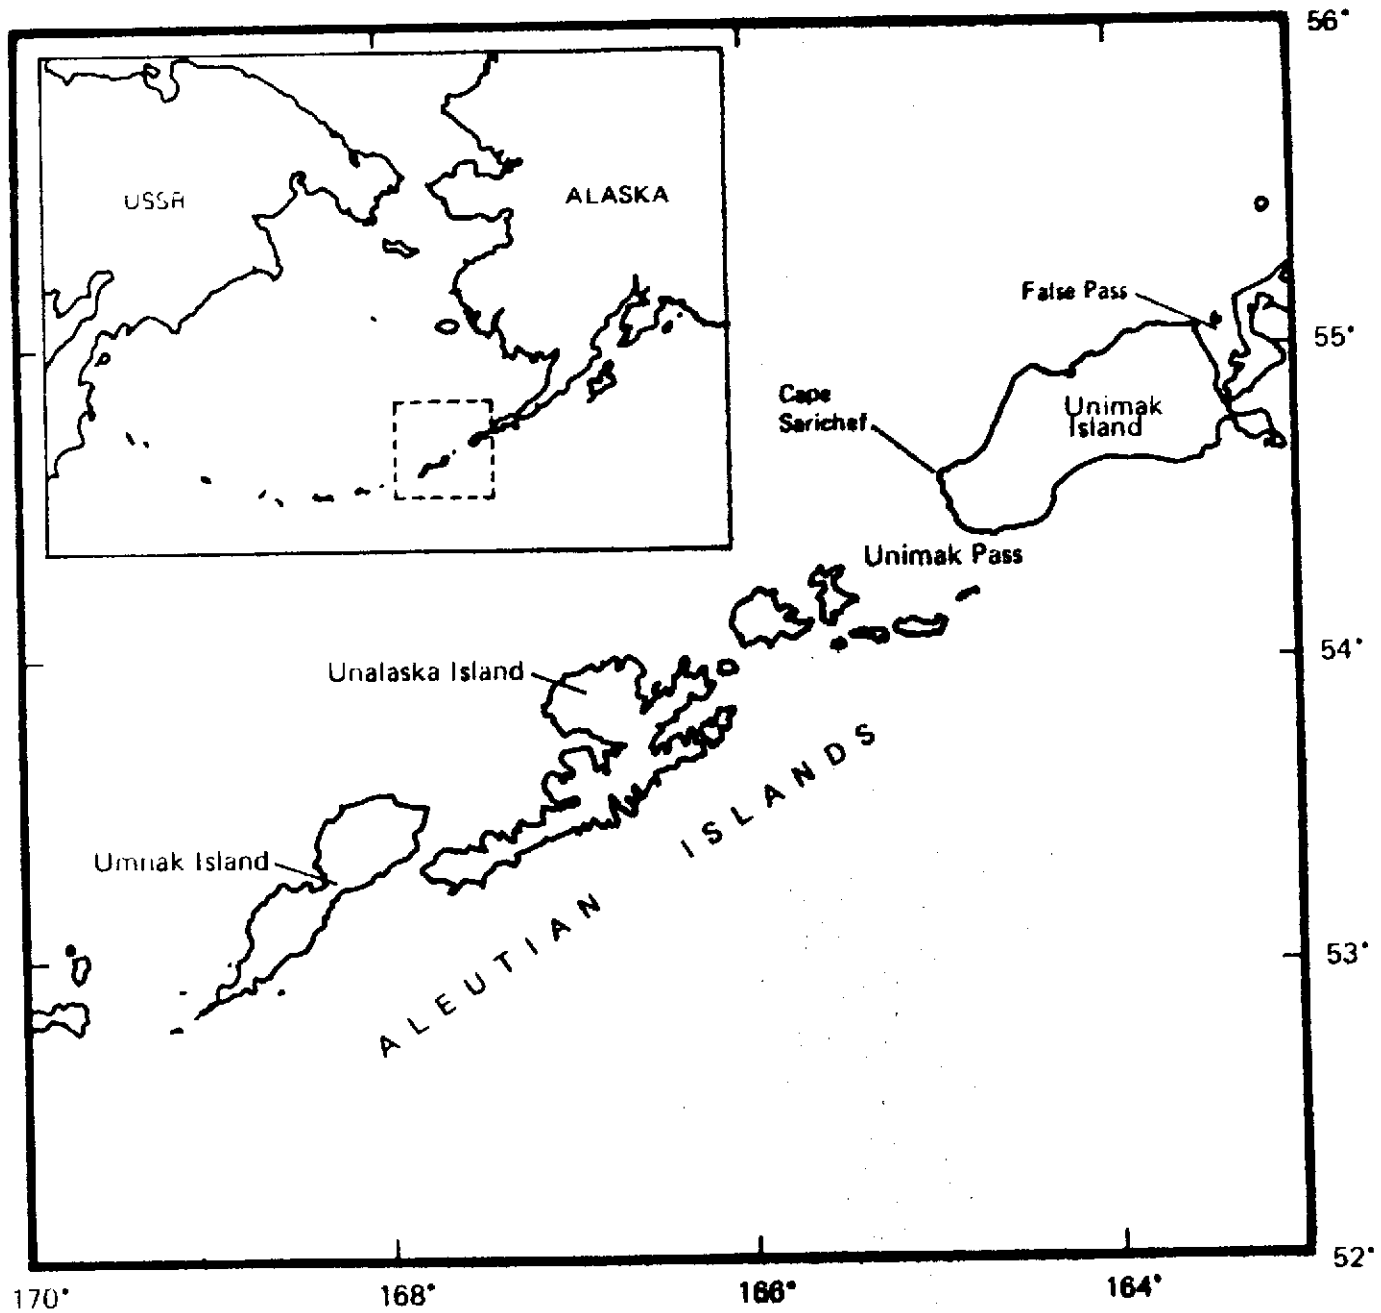 56°
USSR
ALASKA
False Pass
55°
Cape
Sarichef
Unimak
Island
Unimak Pass
Unalaska Island
54°
ALEUTIAN ISLANDS
Umnak Island
53°
52°
170°
168°
166°
164°